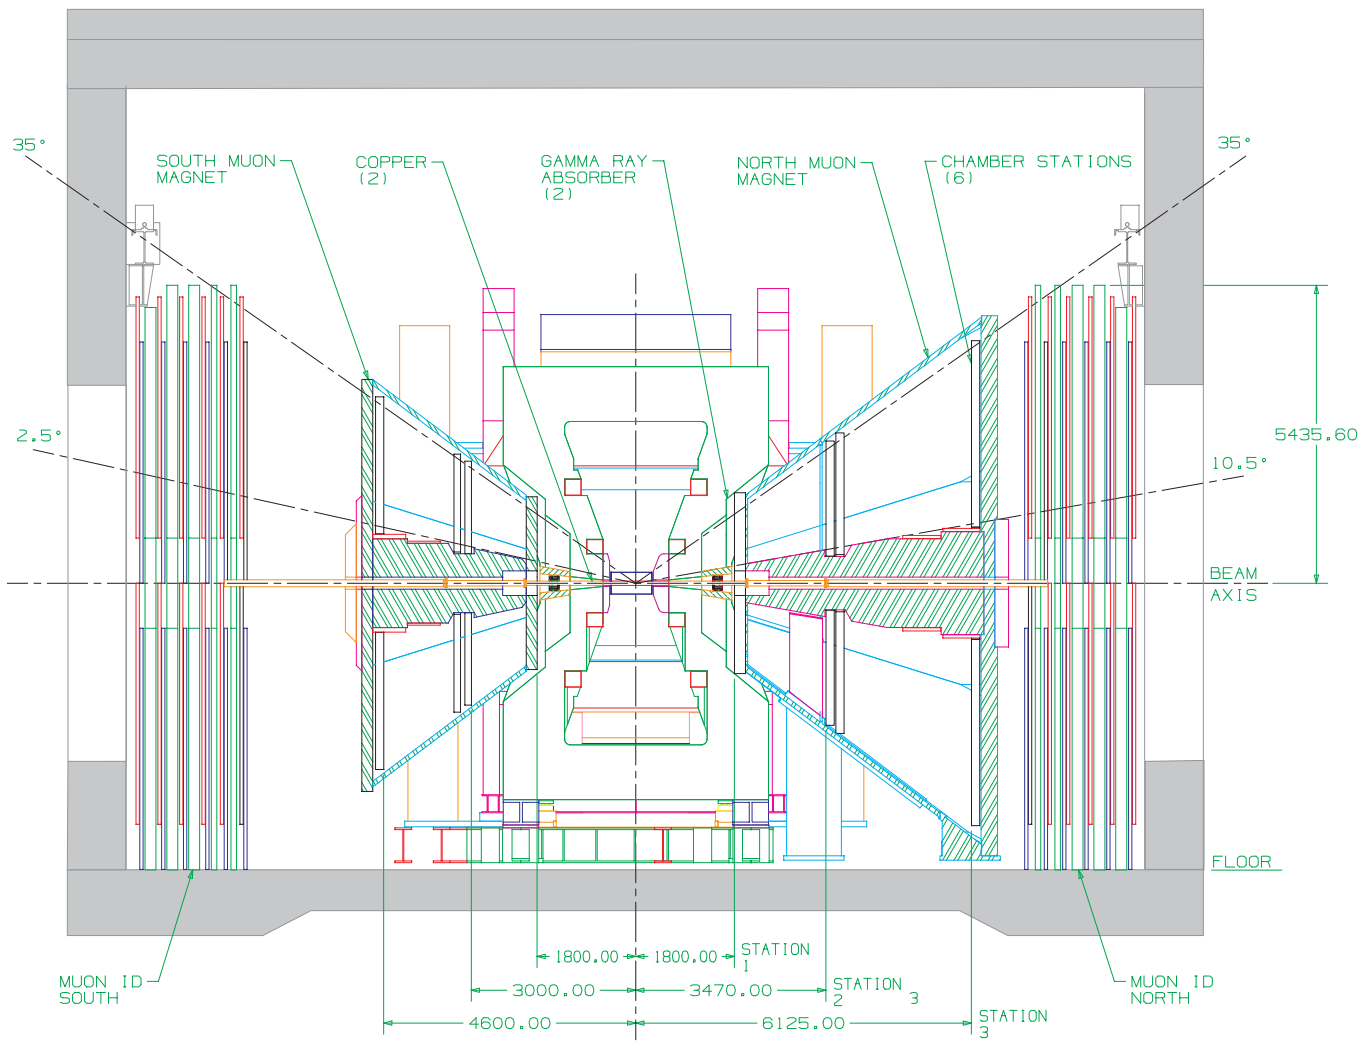 35°
35°
SOUTH MUON
MAGNET
COPPER
(2)
GAMMA RAY
ABSORBER
(2)
NORTH MUON
MAGNET
CHAMBER STATIONS
(6)
2.5°
5435.60
10.5°
BEAM
AXIS
FLOOR
1800.00
1800.00
STATION
1
MUON ID
SOUTH
3000.00
3470.00
STATION
2
3
MUON ID
NORTH
4600.00
6125.00
STATION
3